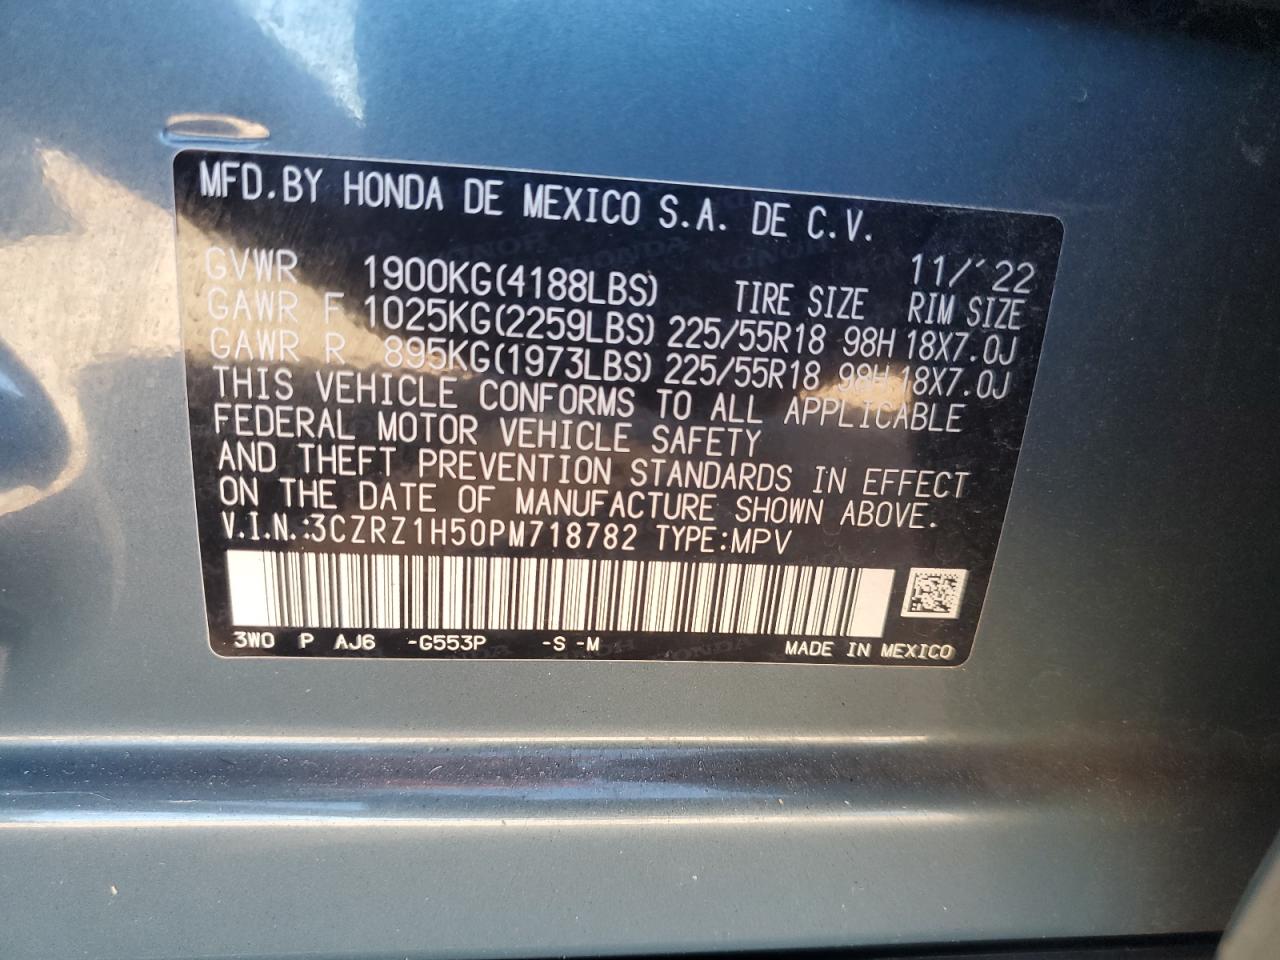 MFD.BY HONDA DE MEXICO S.A. DE C.V.
11/'22
GVWR 1900KG(4188LBS) TIRE SIZE RIM SIZE
GAWR F 1025KG(2259LBS) 225/55R18 98H 18X7.0J
GAWR R 895KG(1973LBS) 225/55R18 98H 18X7.0J
THIS VEHICLE CONFORMS TO ALL APPLICABLE
FEDERAL MOTOR VEHICLE SAFETY
AND THEFT PREVENTION STANDARDS IN EFFECT
ON THE DATE OF MANUFACTURE SHOWN ABOVE.
V.I.N.:3CZRZ1H50PM718782 TYPE:MPV
3W0 P AJ6 -G553P -S -M MADE IN MEXICO